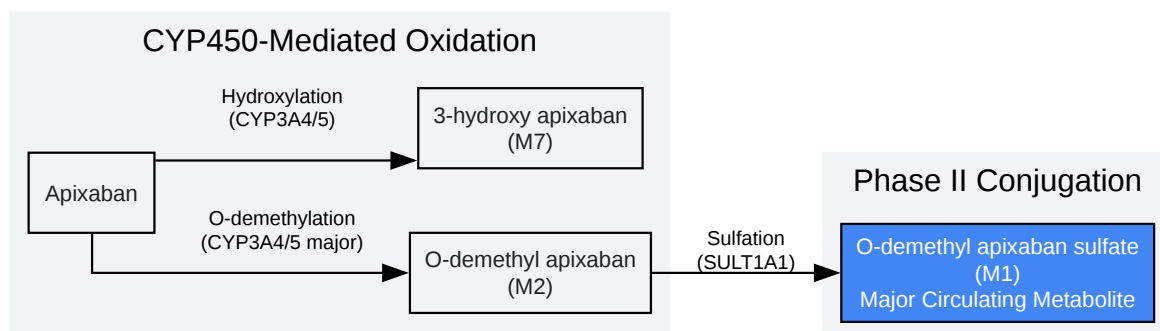 CYP450-Mediated Oxidation
Hydroxylation
(CYP3A4/5)
3-hydroxy apixaban
(M7)
Apixaban
O-demethylation
(CYP3A4/5 major)
O-demethyl apixaban
(M2)
Sulfation
(SULT1A1)
Phase II Conjugation
O-demethyl apixaban sulfate
(M1)
Major Circulating Metabolite